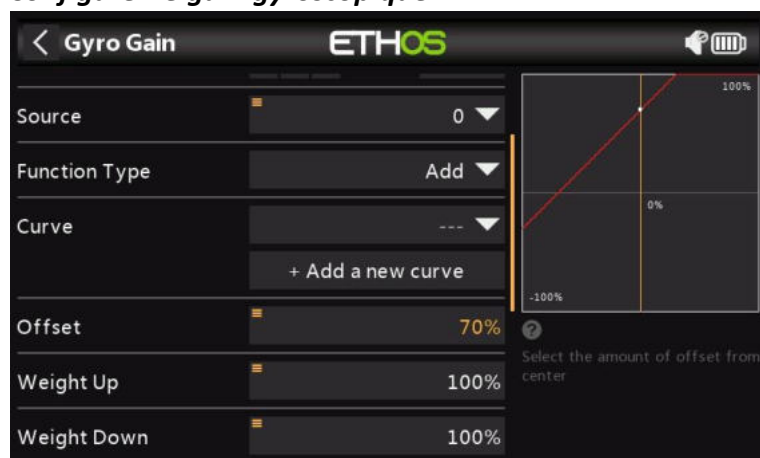 Gyro Gain
ETHOS
Source
0
Function Type
Add
Curve
---
+ Add a new curve
Offset
70%
Weight Up
100%
Weight Down
100%
100%
0%
-100%
Select the amount of offset from
center